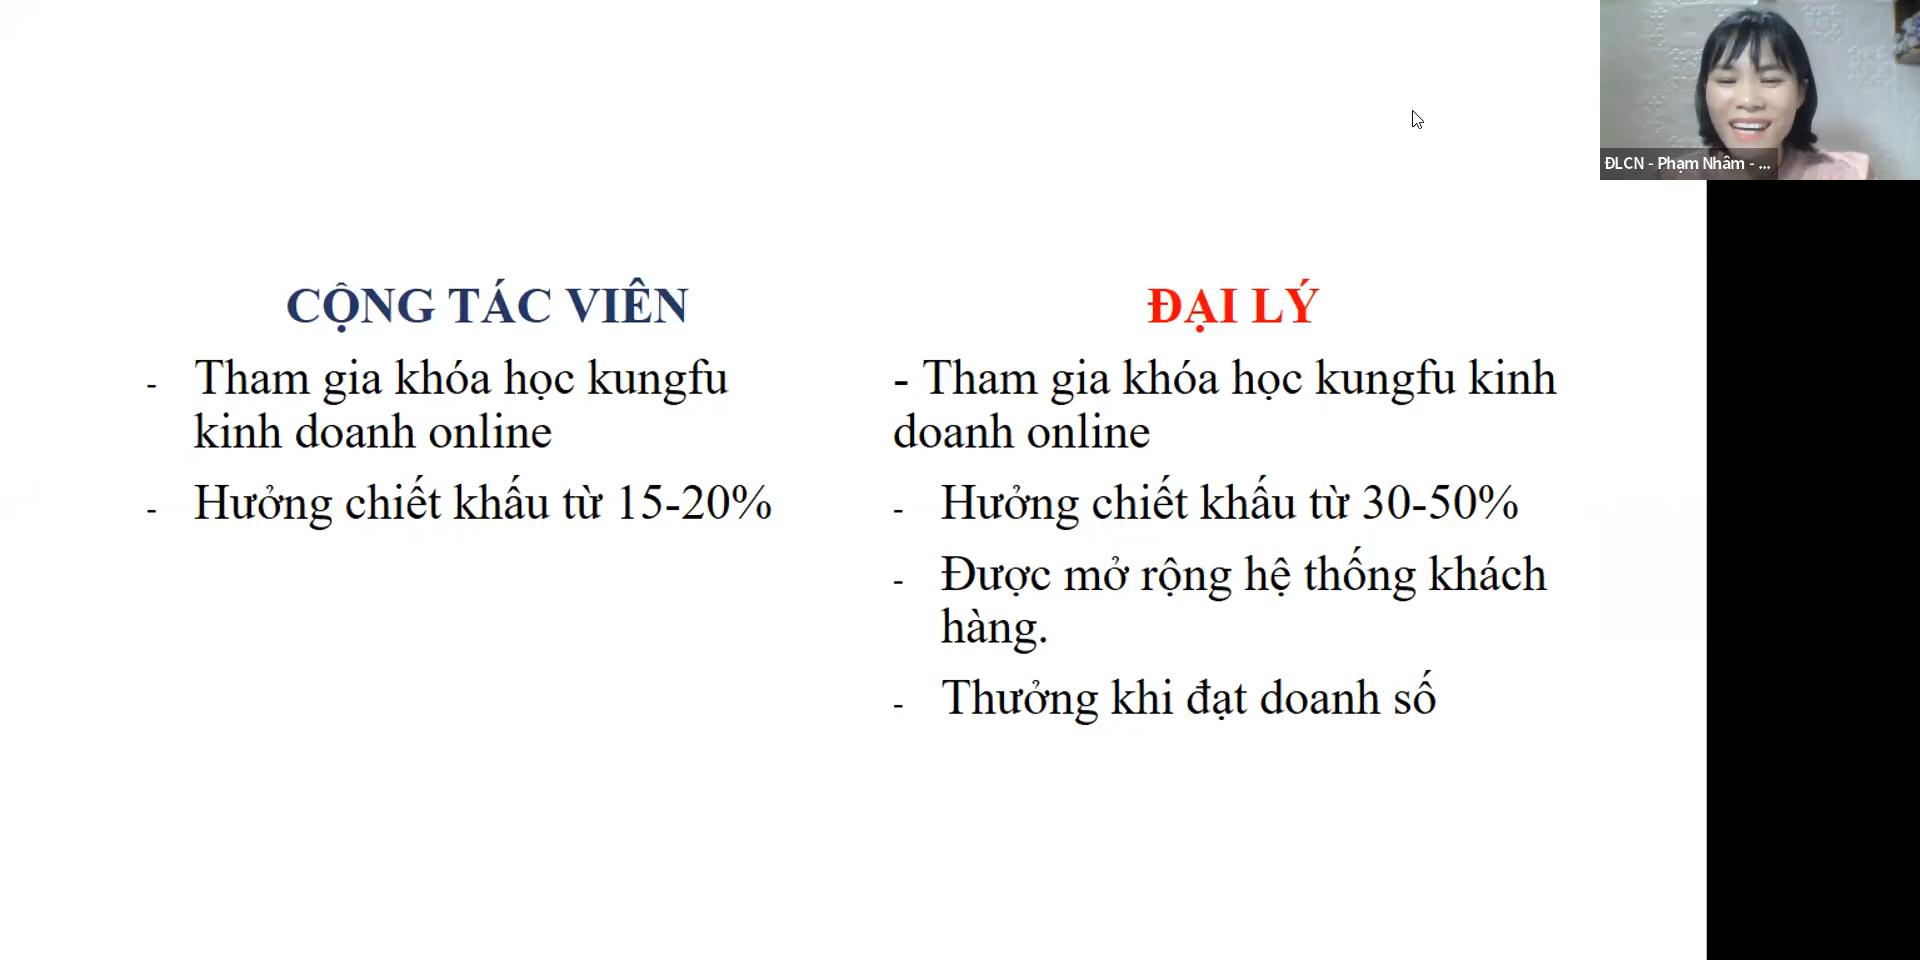 ĐLCN - Phạm Nhâm - ...
CỘNG TÁC VIÊN
- Tham gia khóa học kungfu
kinh doanh online
- Hưởng chiết khấu từ 15-20%
ĐẠI LÝ
- Tham gia khóa học kungfu kinh
doanh online
- Hưởng chiết khấu từ 30-50%
- Được mở rộng hệ thống khách
hàng.
- Thưởng khi đạt doanh số